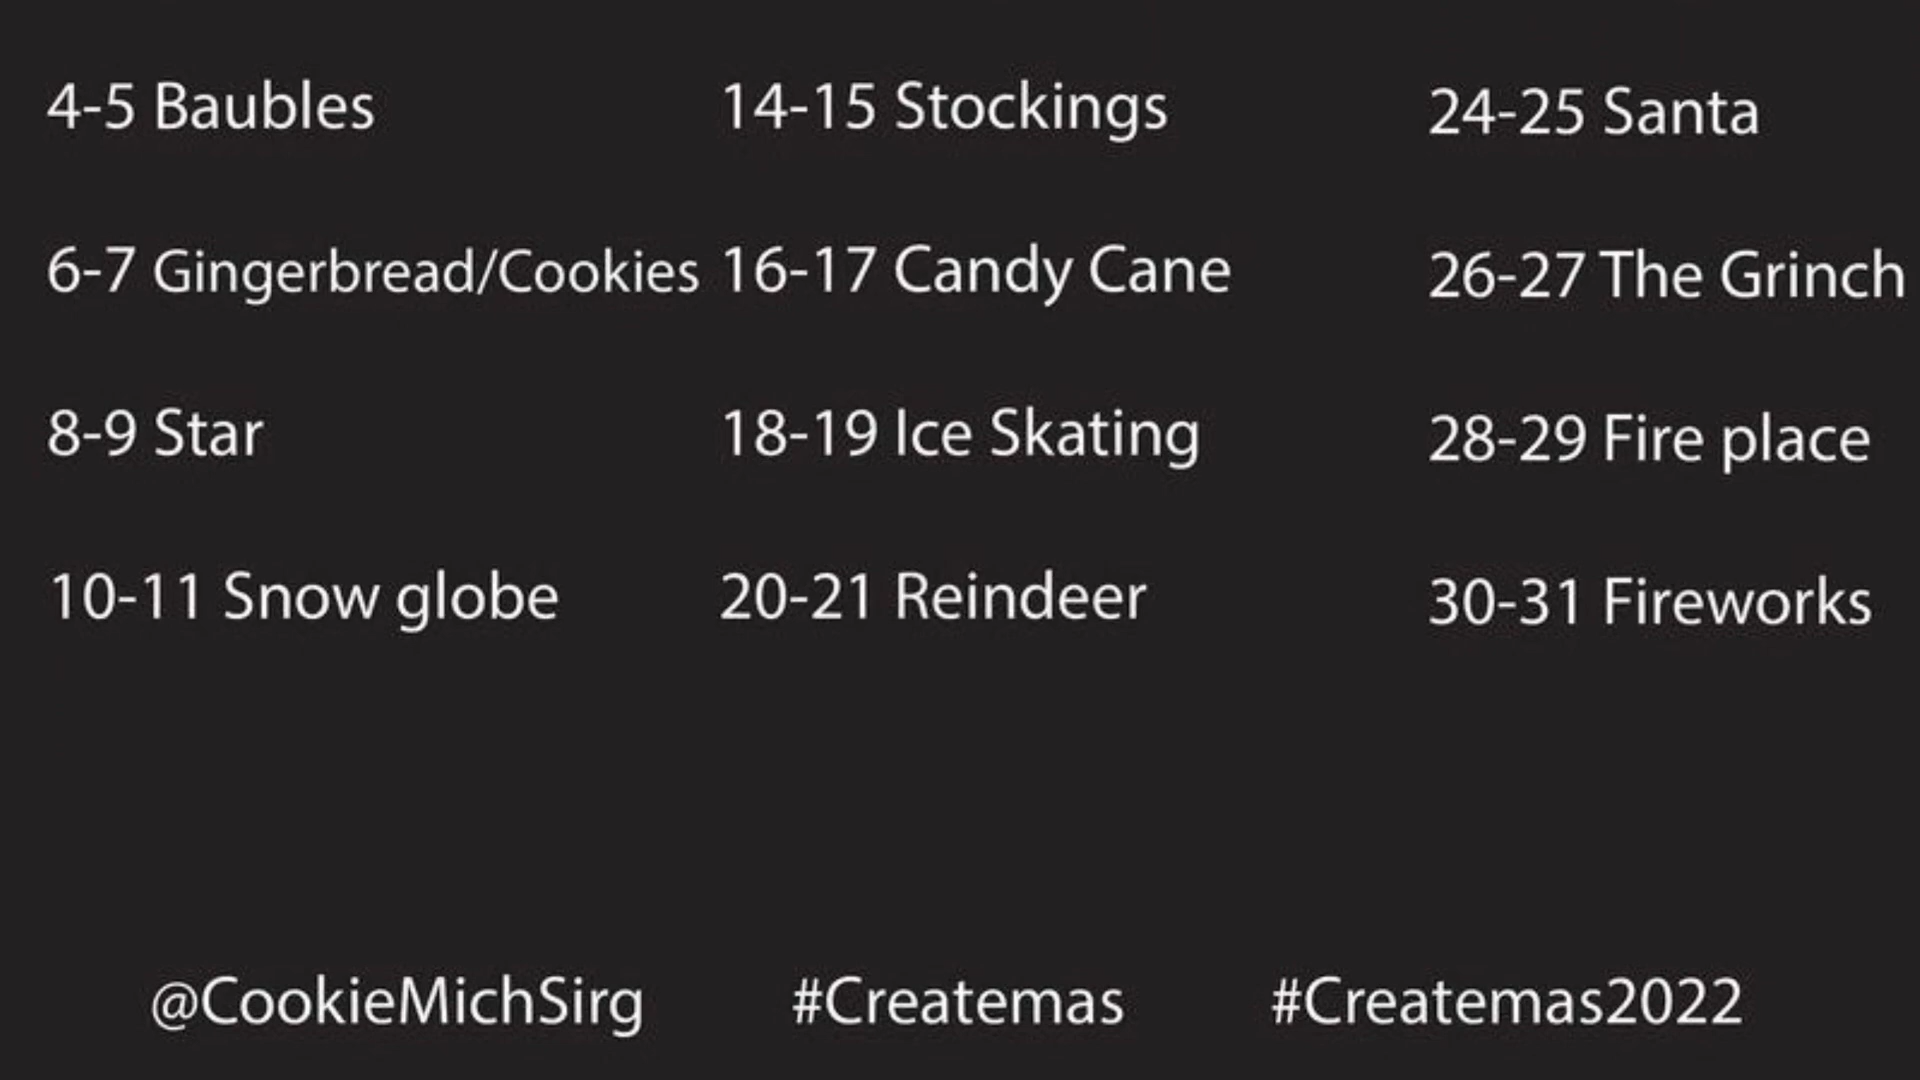 4-5 Baubles
6-7 Gingerbread/Cookies
8-9 Star
10-11 Snow globe
14-15 Stockings
16-17 Candy Cane
18-19 Ice Skating
20-21 Reindeer
24-25 Santa
26-27 The Grinch
28-29 Fire place
30-31 Fireworks
@CookieMichSirg
#Createmas
#Createmas2022